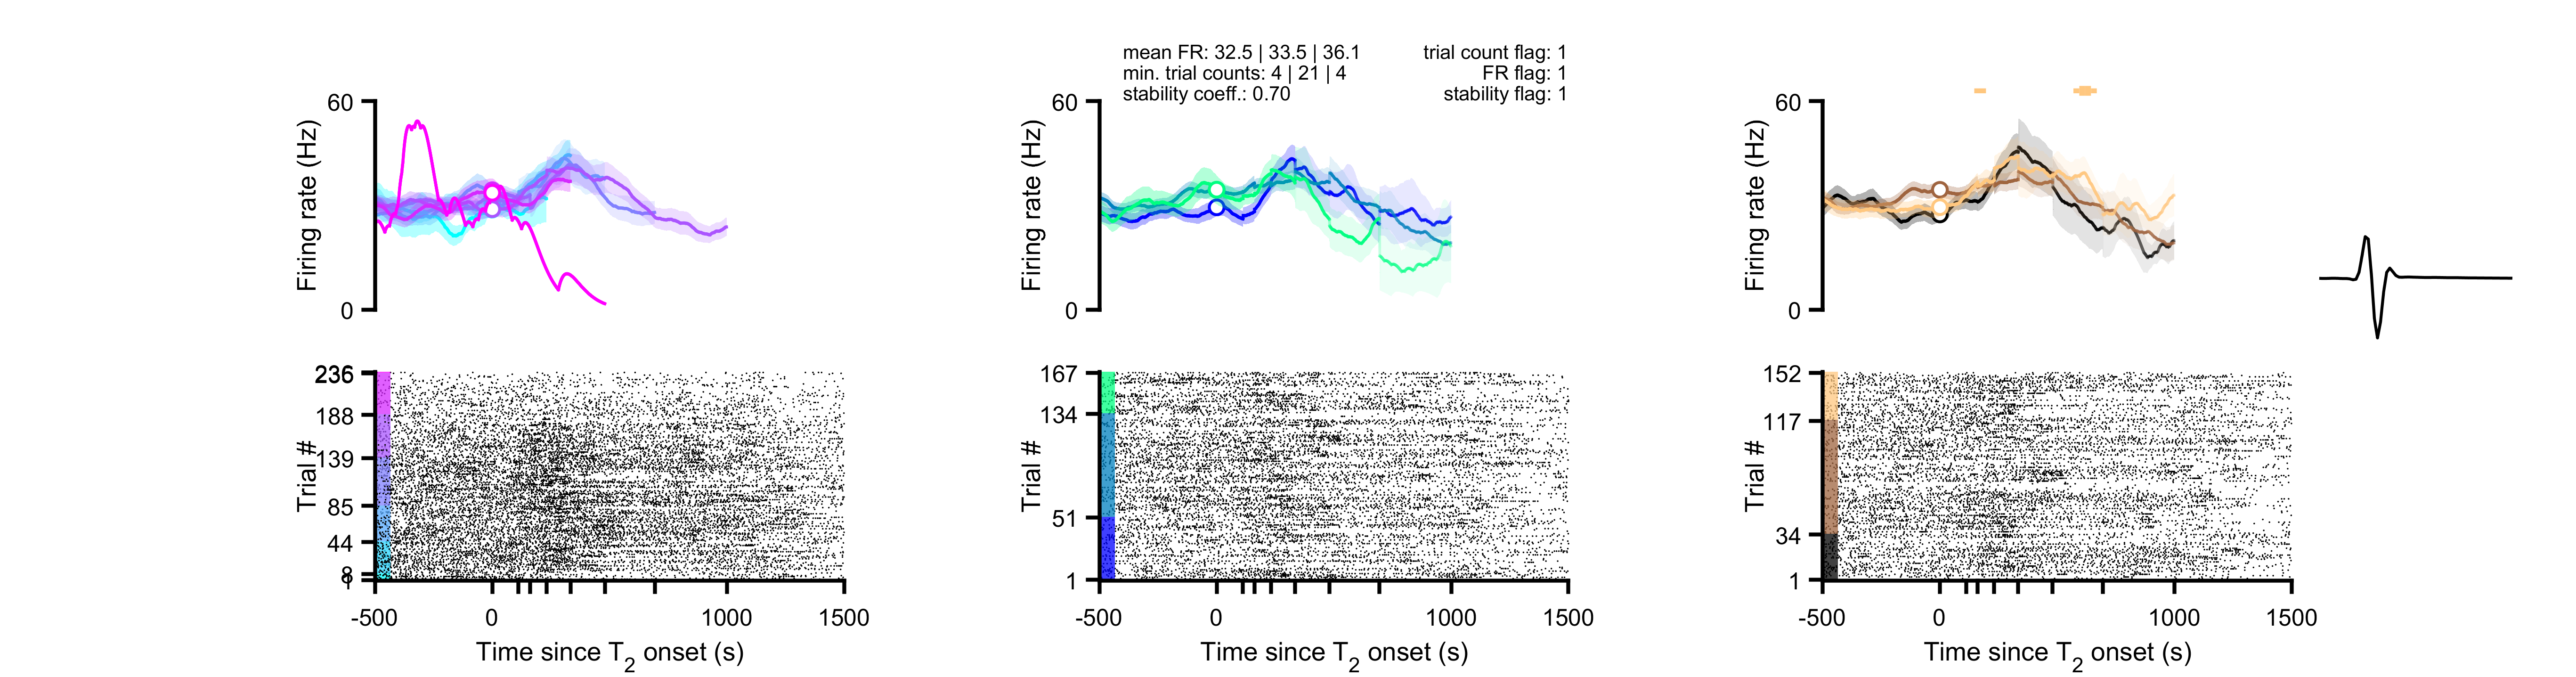 mean FR: 32.5 | 33.5 | 36.1
min. trial counts: 4 | 21 | 4
stability coeff.: 0.70
trial count flag: 1
FR flag: 1
stability flag: 1
60
Firing rate (Hz)
0
60
Firing rate (Hz)
0
60
Firing rate (Hz)
0
236
188
139
85
44
8
Trial #
-500
0
1000
1500
Time since T2 onset (s)
167
134
51
1
Trial #
-500
0
1000
1500
Time since T2 onset (s)
152
117
34
1
Trial #
-500
0
1000
1500
Time since T2 onset (s)